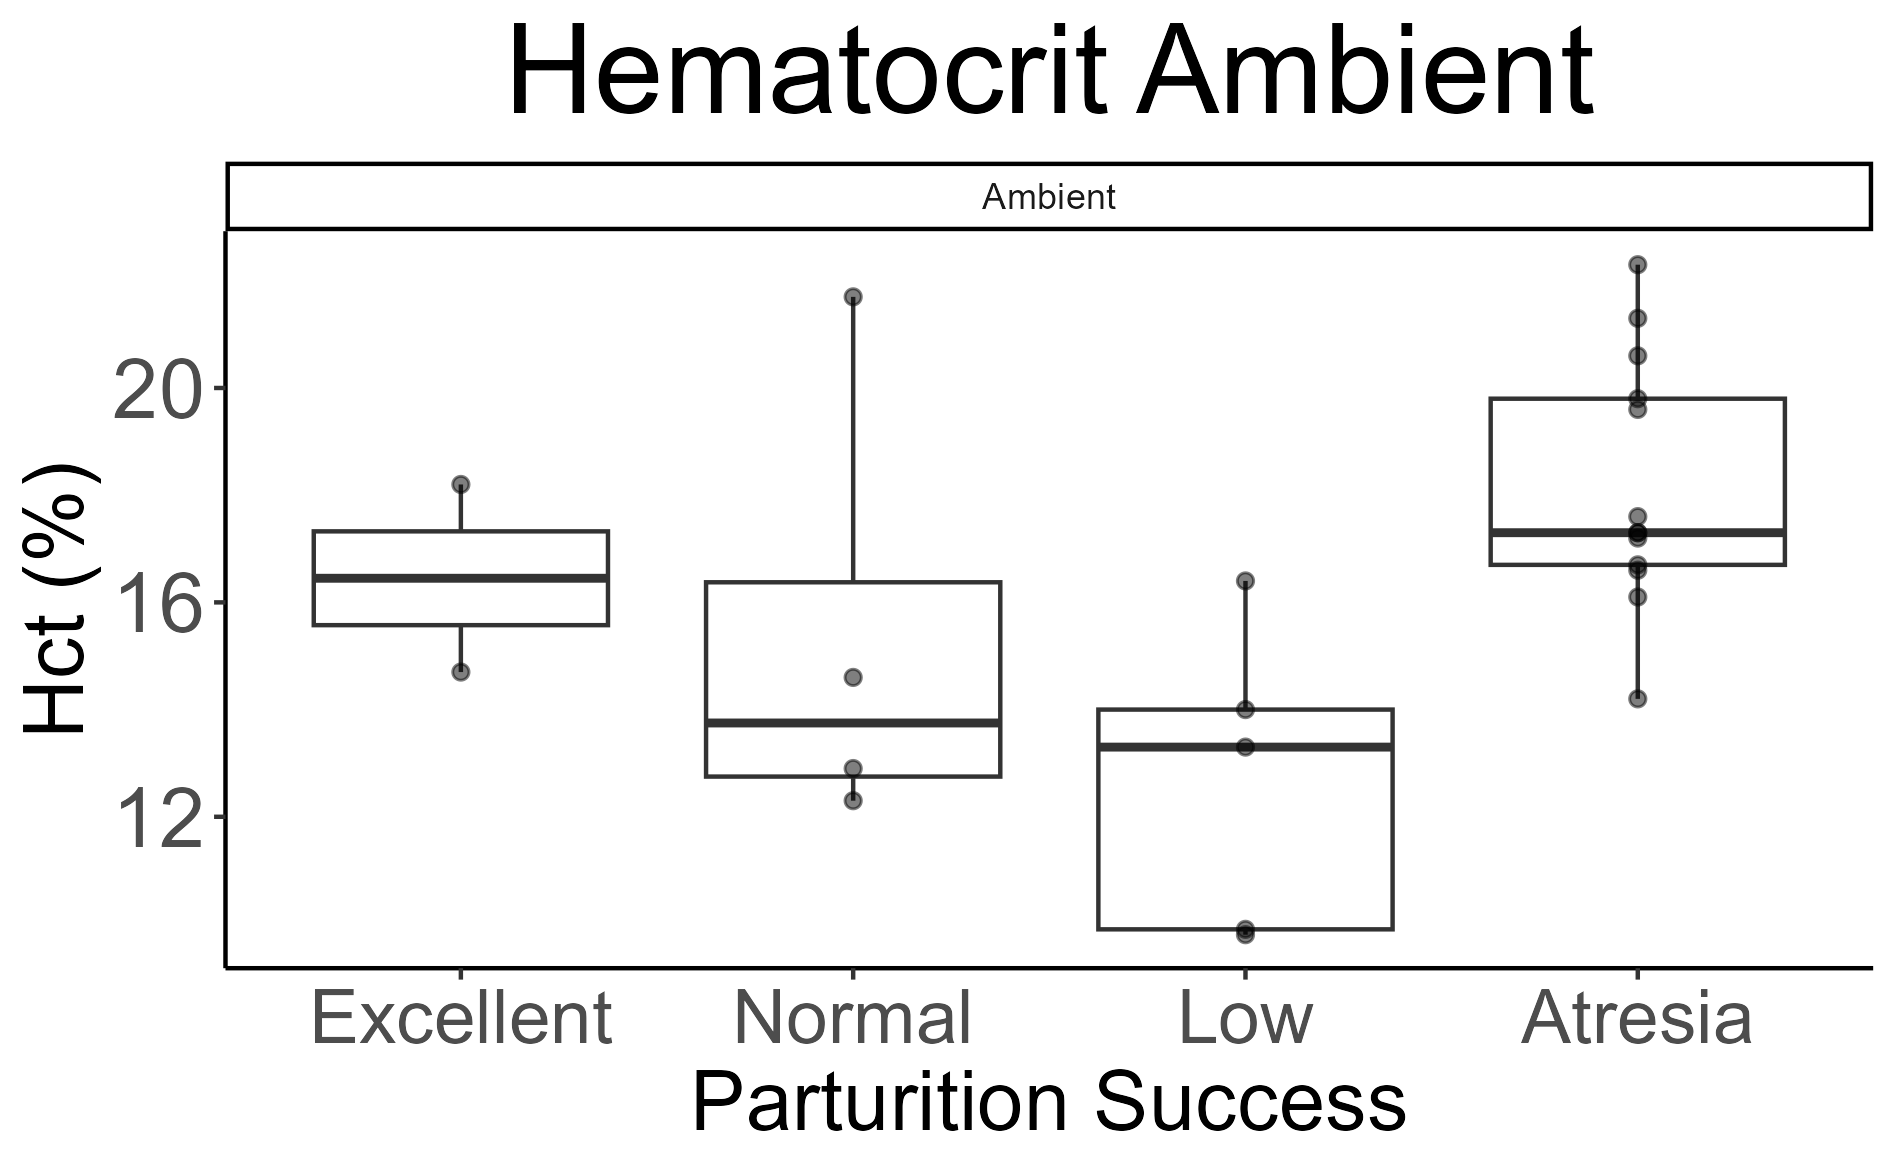 Hematocrit Ambient
Ambient
Hct (%)
20
16
12
Excellent Normal Low Atresia
Parturition Success